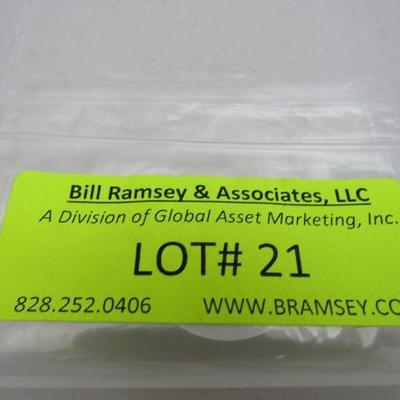 Bill Ramsey & Associates, LLC
A Division of Global Asset Marketing, Inc.
LOT# 21
828.252.0406 WWW.BRAMSEY.CO